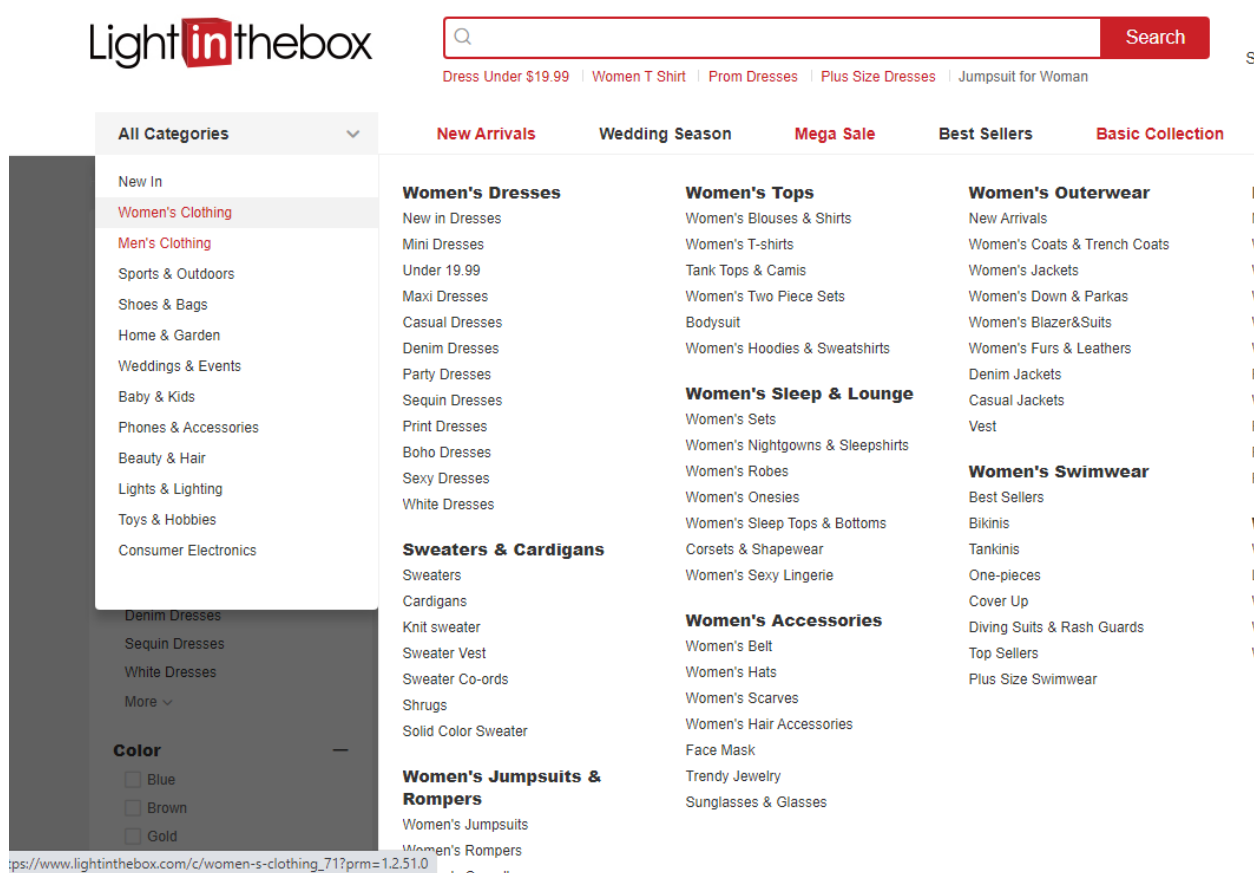 Lightinthebox
Search
S
Dress Under $19.99 Women T Shirt Prom Dresses Plus Size Dresses Jumpsuit for Woman
All Categories
New Arrivals
Wedding Season
Mega Sale
Best Sellers
Basic Collection
New In
Women's Clothing
Men's Clothing
Sports & Outdoors
Shoes & Bags
Home & Garden
Weddings & Events
Baby & Kids
Phones & Accessories
Beauty & Hair
Lights & Lighting
Toys & Hobbies
Consumer Electronics
Denim Dresses
Sequin Dresses
White Dresses
More
Color
Blue
Brown
Gold
Women's Dresses
New in Dresses
Mini Dresses
Under 19.99
Maxi Dresses
Casual Dresses
Denim Dresses
Party Dresses
Sequin Dresses
Print Dresses
Boho Dresses
Sexy Dresses
White Dresses
Sweaters & Cardigans
Sweaters
Cardigans
Knit sweater
Sweater Vest
Sweater Co-ords
Shrugs
Solid Color Sweater
Women's Jumpsuits &
Rompers
Women's Jumpsuits
Women's Rompers
Women's Tops
Women's Blouses & Shirts
Women's T-shirts
Tank Tops & Camis
Women's Two Piece Sets
Bodysuit
Women's Hoodies & Sweatshirts
Women's Sleep & Lounge
Women's Sets
Women's Nightgowns & Sleepshirts
Women's Robes
Women's Onesies
Women's Sleep Tops & Bottoms
Corsets & Shapewear
Women's Sexy Lingerie
Women's Accessories
Women's Belt
Women's Hats
Women's Scarves
Women's Hair Accessories
Face Mask
Trendy Jewelry
Sunglasses & Glasses
Women's Outerwear
New Arrivals
Women's Coats & Trench Coats
Women's Jackets
Women's Down & Parkas
Women's Blazer&Suits
Women's Furs & Leathers
Denim Jackets
Casual Jackets
Vest
Women's Swimwear
Best Sellers
Bikinis
Tankinis
One-pieces
Cover Up
Diving Suits & Rash Guards
Top Sellers
Plus Size Swimwear
tps://www.lightinthebox.com/c/women-s-clothing_71?prm=1.2.51.0